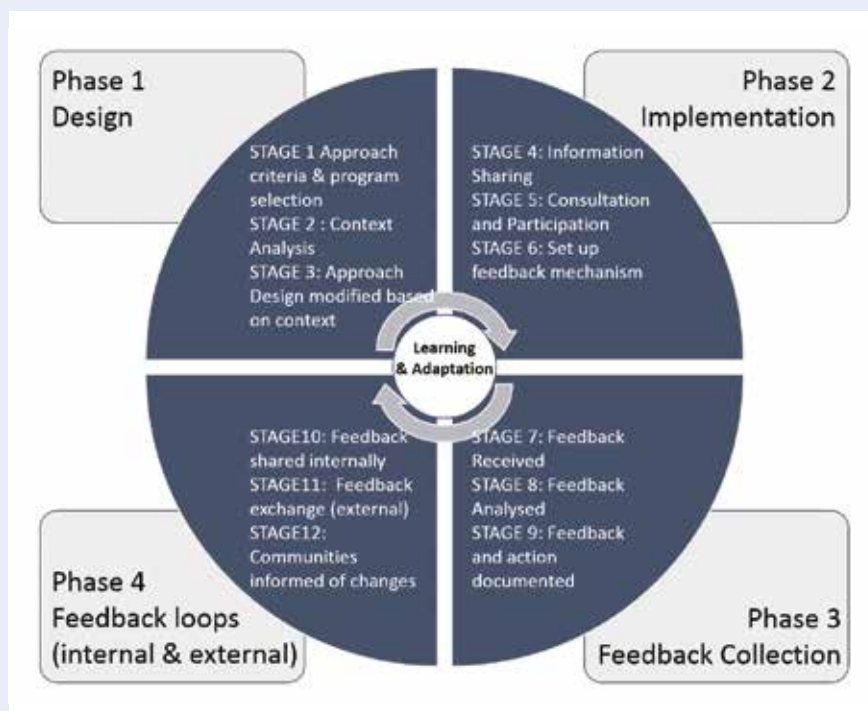 Phase 1
Design
STAGE 1 Approach
criteria & program
selection
STAGE 2 : Context
Analysis
STAGE 3: Approach
Design modified based
on context
Phase 2
Implementation
STAGE 4: Information
Sharing
STAGE 5: Consultation
and Participation
STAGE 6: Set up
feedback mechanism
Learning
& Adaptation
STAGE 7: Feedback
Received
STAGE 8: Feedback
Analysed
STAGE 9: Feedback
and action
documented
Phase 3
Feedback Collection
STAGE10: Feedback
shared internally
STAGE11: Feedback
exchange (external)
STAGE12:
Communities
informed of changes
Phase 4
Feedback loops
(internal & external)